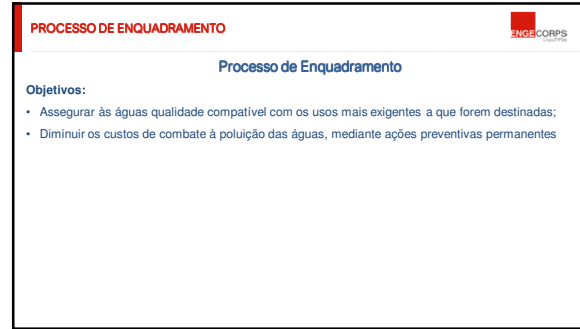 PROCESSO DE ENQUADRAMENTO
ENGECORPS
Processo de Enquadramento
Objetivos:
• Assegurar às águas qualidade compatível com os usos mais exigentes a que forem destinadas;
• Diminuir os custos de combate à poluição das águas, mediante ações preventivas permanentes